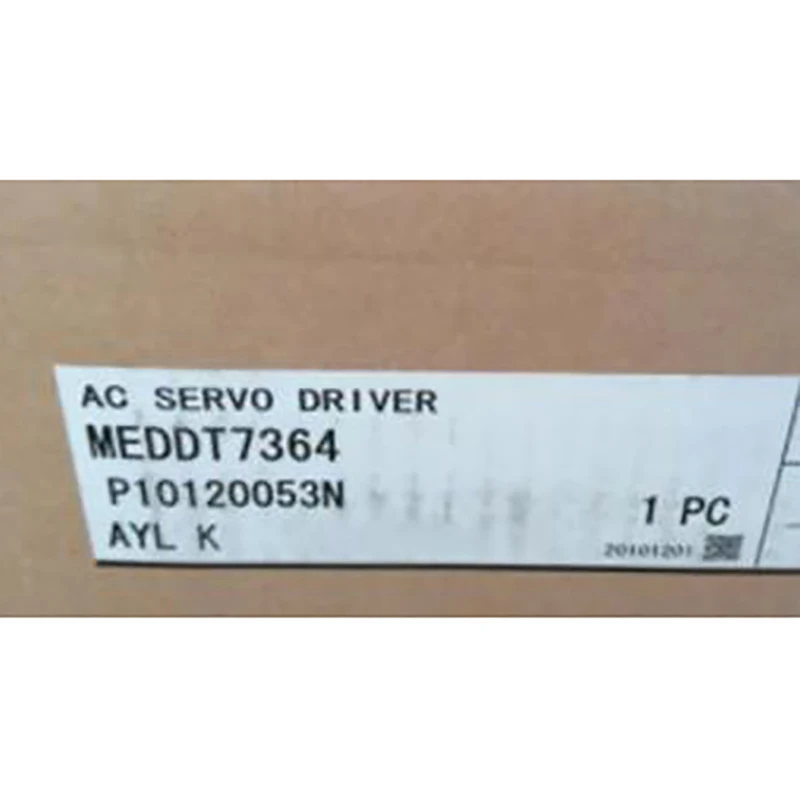 AC SERVO DRIVER
MEDDT7364
P10120053N
1 PC
AYL K
20101201